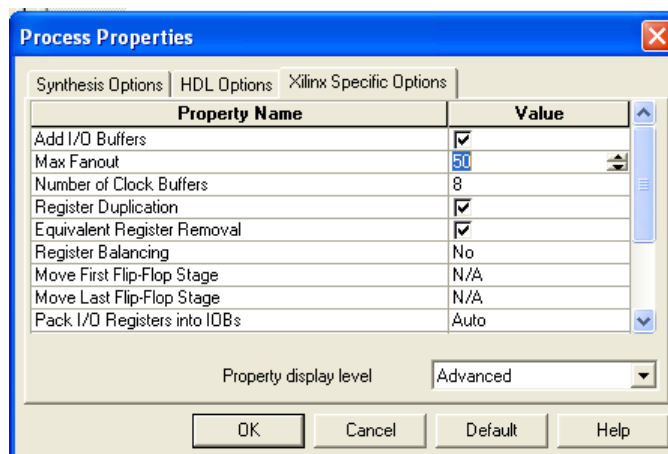 Process Properties
Synthesis Options HDL Options Xilinx Specific Options
Property Name Value
Add I/O Buffers
Max Fanout 50
Number of Clock Buffers 8
Register Duplication
Equivalent Register Removal
Register Balancing No
Move First Flip-Flop Stage N/A
Move Last Flip-Flop Stage N/A
Pack I/O Registers into IOBs Auto
Property display level Advanced
OK Cancel Default Help